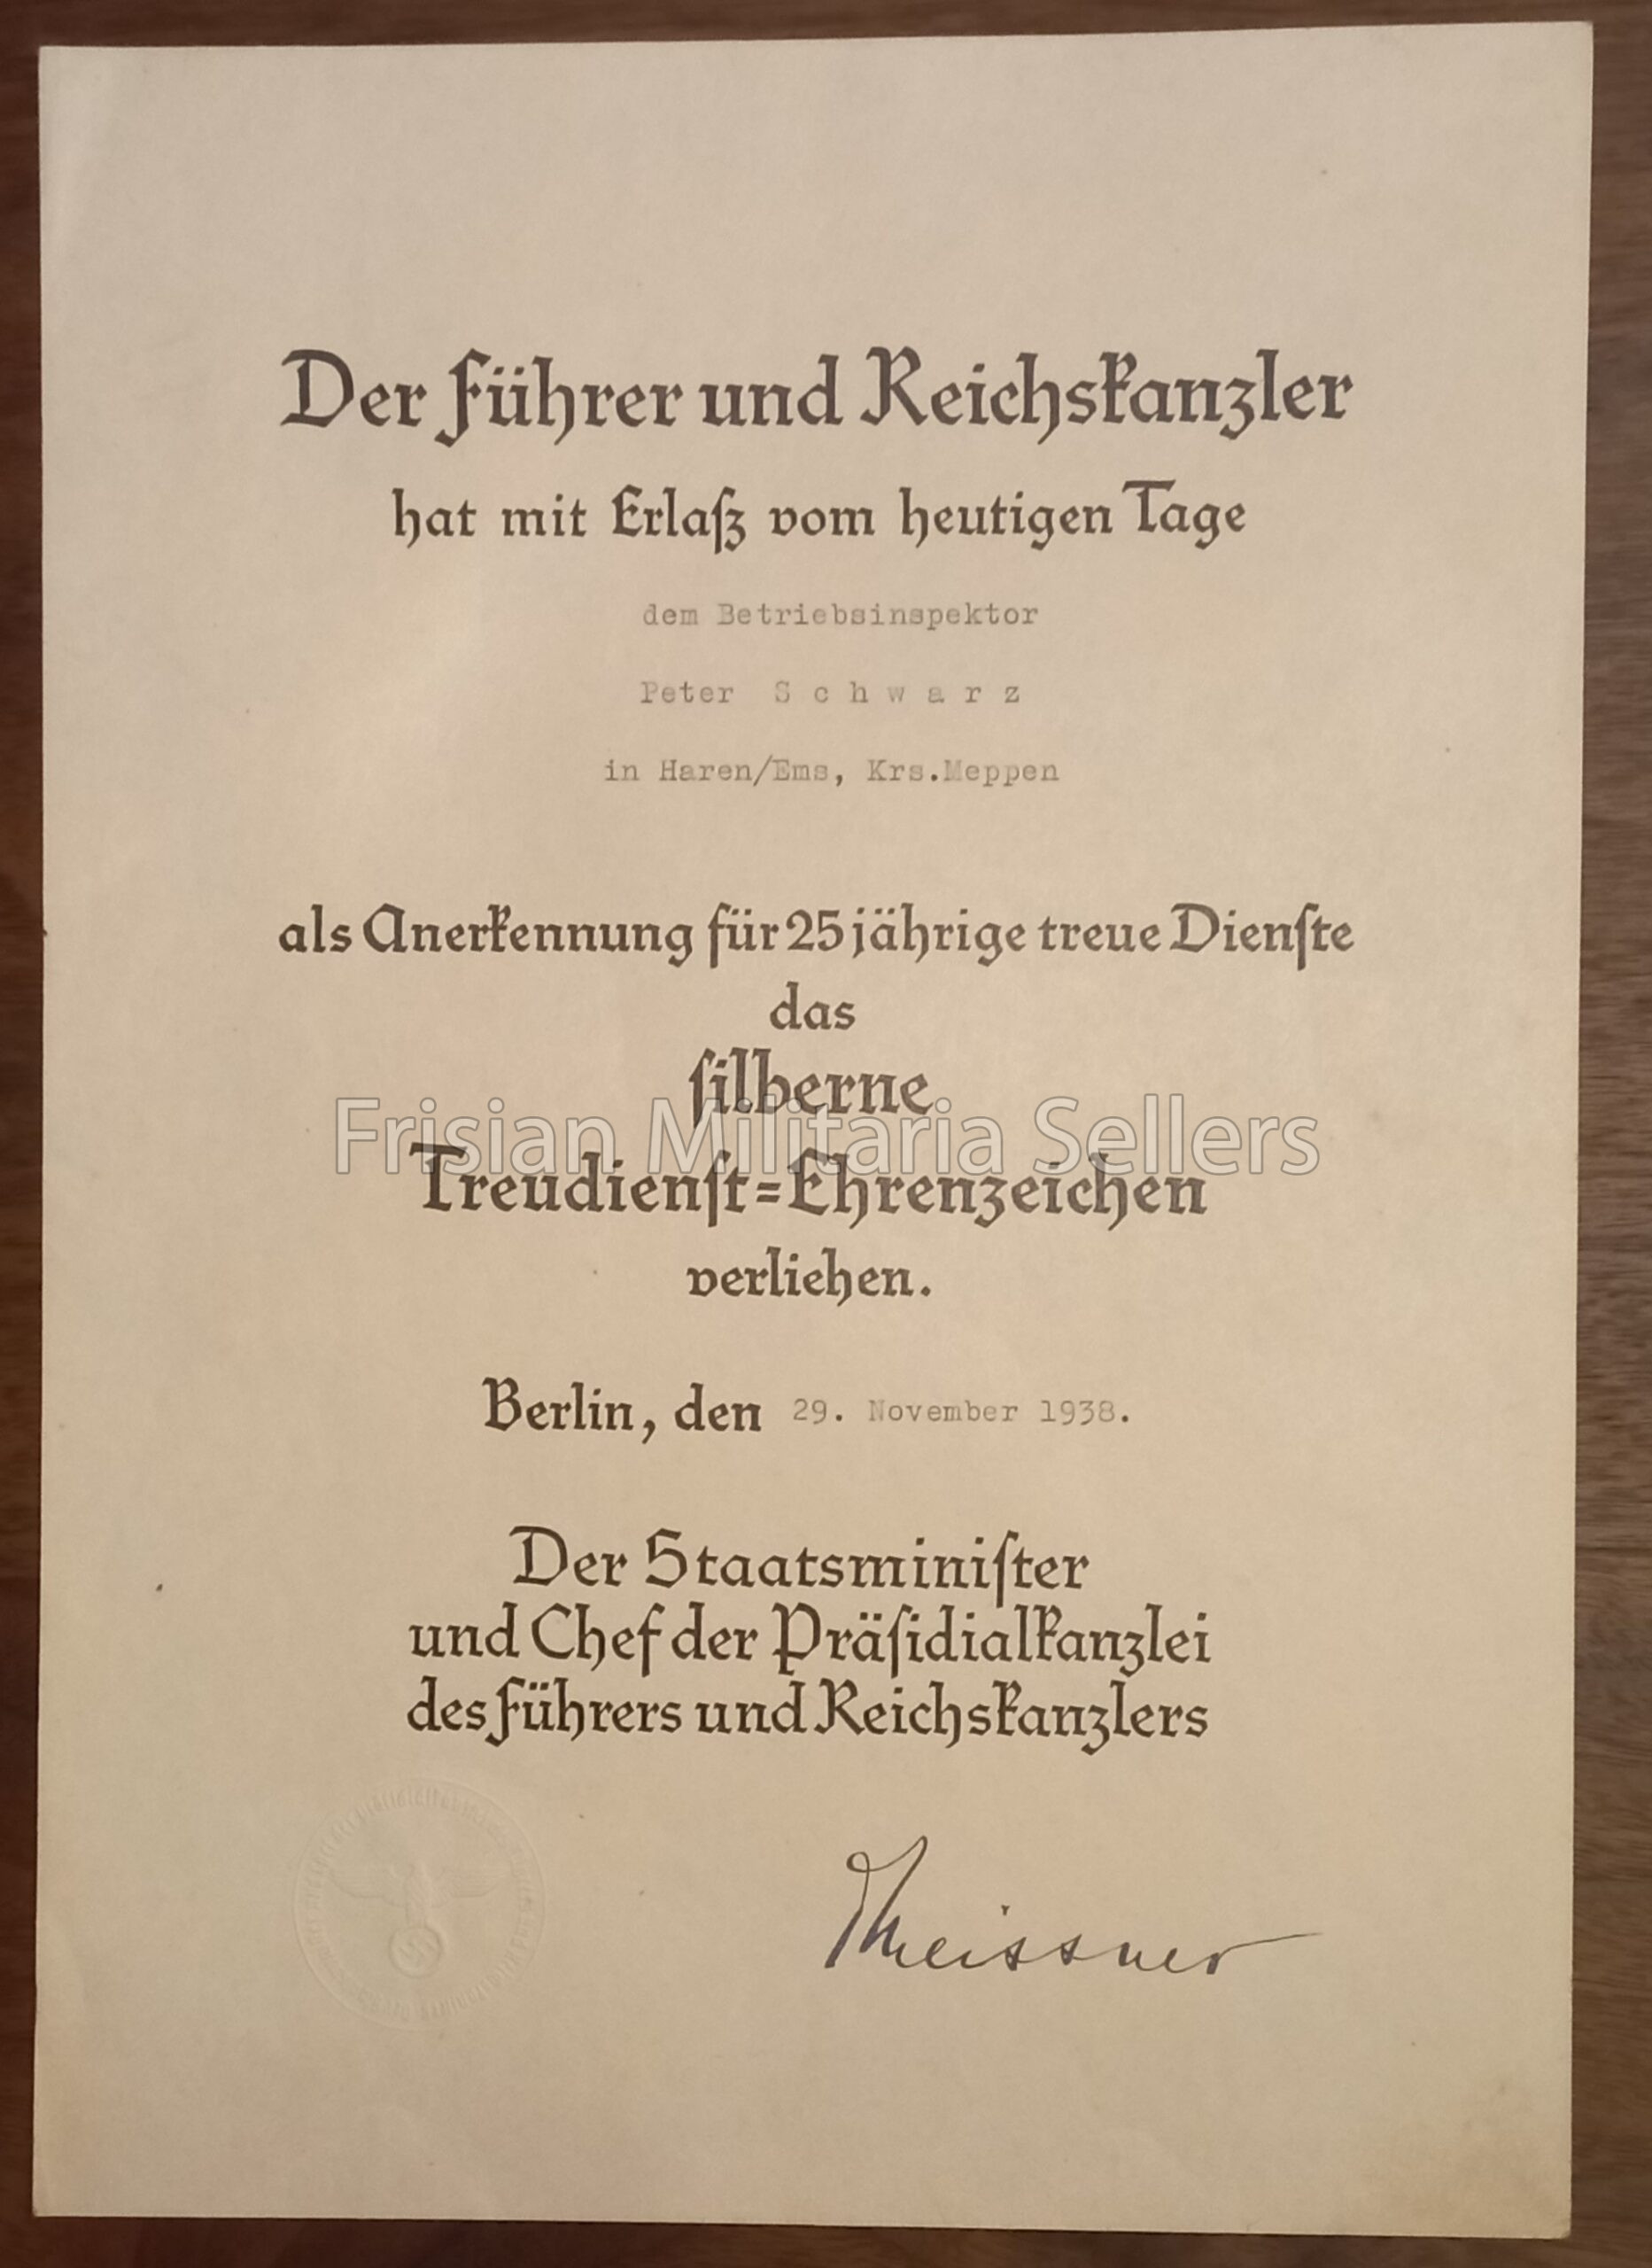 Der Führer und Reichskanzler
hat mit Erlaß vom heutigen Tage
dem Betriebsinspektor
Peter S c h w a r z
in Haren/Ems, Krs.Meppen
als Anerkennung für 25jährige treue Dienſte
das
ſilberne
Frisian Militaria Sellers
Treudienſt=Ehrenzeichen
verliehen.
Berlin, den 29. November 1938.
Der Staatsminiſter
und Chef der Präſidialkanzlei
des Führers und Reichskanzlers
Meissner